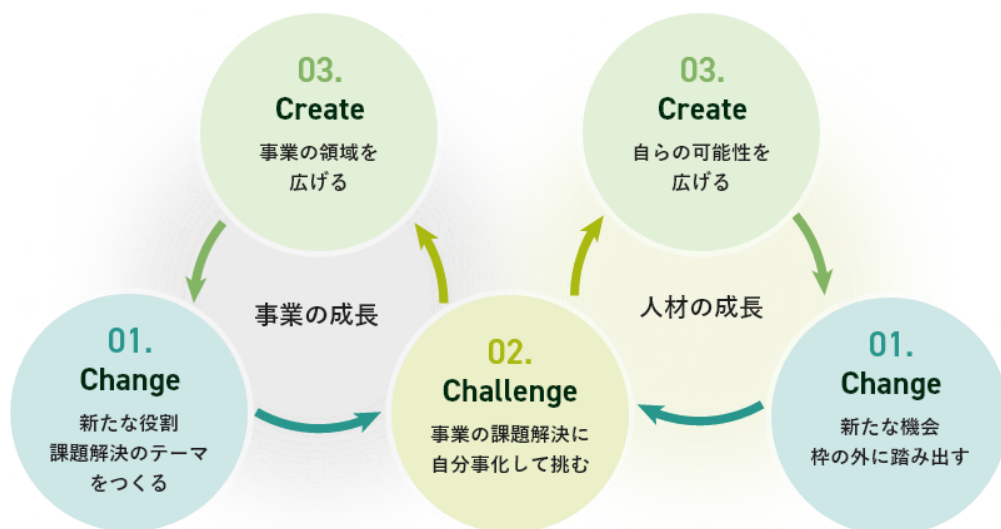 03.
Create
事業の領域を
広げる
03.
Create
自らの可能性を
広げる
事業の成長
人材の成長
01.
Change
新たな役割
課題解決のテーマ
をつくる
02.
Challenge
事業の課題解決に
自分事化して挑む
01.
Change
新たな機会
枠の外に踏み出す